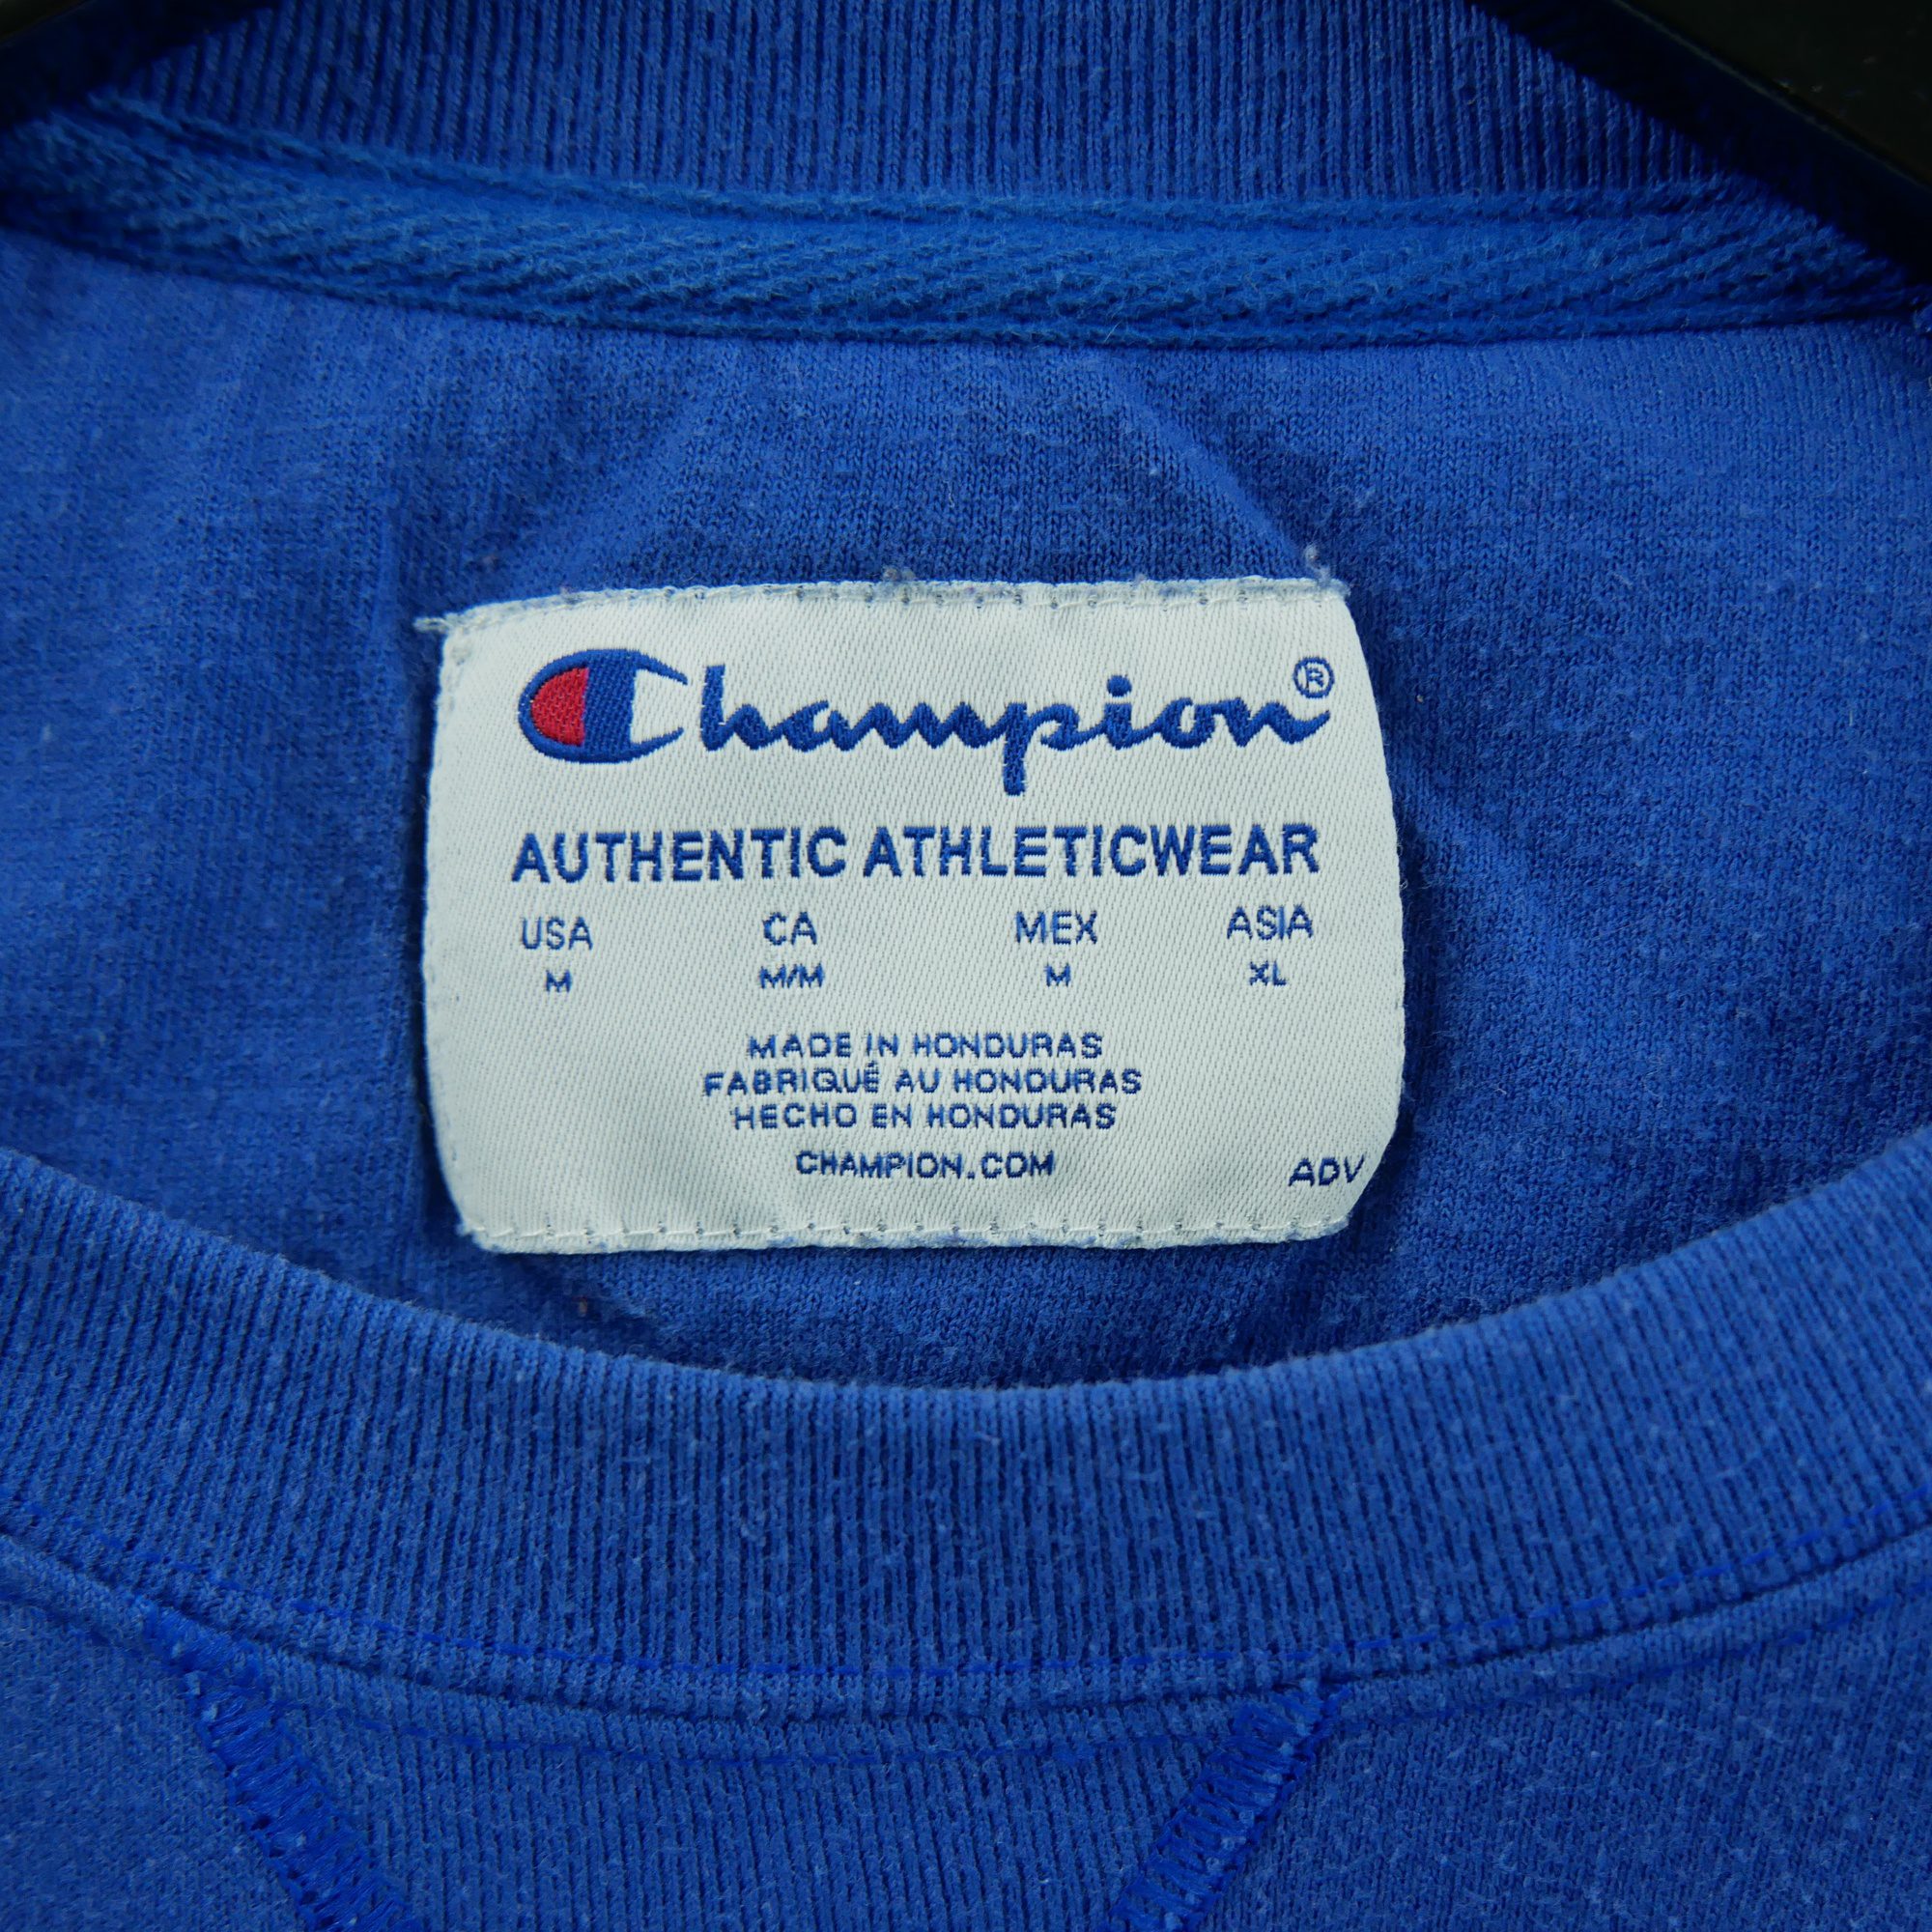 Champion®
AUTHENTIC ATHLETICWEAR
USA CA MEX ASIA
M M/M M XL
MADE IN HONDURAS
FABRIQUÉ AU HONDURAS
HECHO EN HONDURAS
CHAMPION.COM
ADV